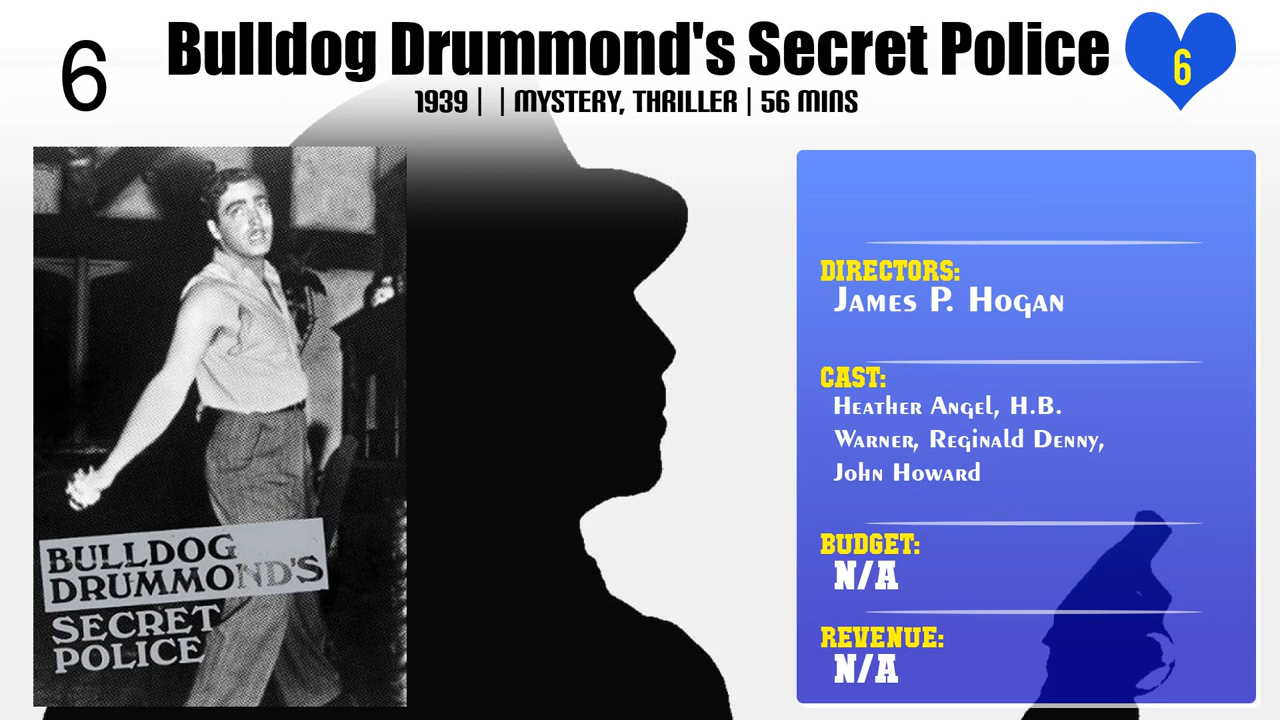 6
Bulldog Drummond's Secret Police
6
1939 | | MYSTERY, THRILLER | 56 MINS
DIRECTORS:
James P. Hogan
CAST:
Heather Angel, H.B.
Warner, Reginald Denny,
John Howard
BUDGET:
N/A
REVENUE:
N/A
BULLDOG
DRUMMOND'S
SECRET
POLICE